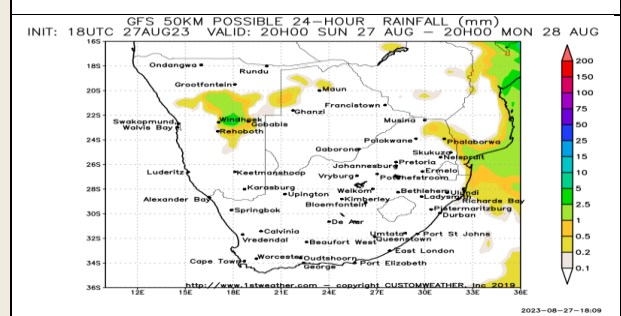 GFS 50KM POSSIBLE 24-HOUR RAINFALL (mm)
INIT: 18UTC 27AUG23 VALID: 20H00 SUN 27 AUG - 20H00 MON 28 AUG
16S
Ondangwa
Rundu
200
150
Grootfontein
100
20S
Maun
75
Francistown
Ghanzi
50
22S
Swakopmund
Windhoek
Gobabis
Musina
Walvis Bay
Rehoboth
25
24S
Polokwane
Phalaborwa
15
Gaborone
Skukuza
Nelspruit
10
26S
Johannesburg
Pretoria
Luderitz
Keetmanshoop
Vryburg
Potchefstroom
Ermelo
5
28S
Karasburg
Upington
Welkom
Bethlehem
Ulundi
2.5
Alexander Bay
Kimberley
Ladysmith
Richards Bay
1
30S
Springbok
Bloemfontein
Pietermaritzburg
De Aar
Durban
0.5
32S
Calvinia
Umtata
Port St Johns
Vredendal
Beaufort West
Queenstown
0.2
East London
34S
Cape Town
Worcester
Oudtshoorn
0.1
George
Port Elizabeth
36S
http://www.1stweather.com - copyright CUSTOMWEATHER, Inc 2019
12E 15E 18E 21E 24E 27E 30E 33E 36E
2023-08-27-18:09